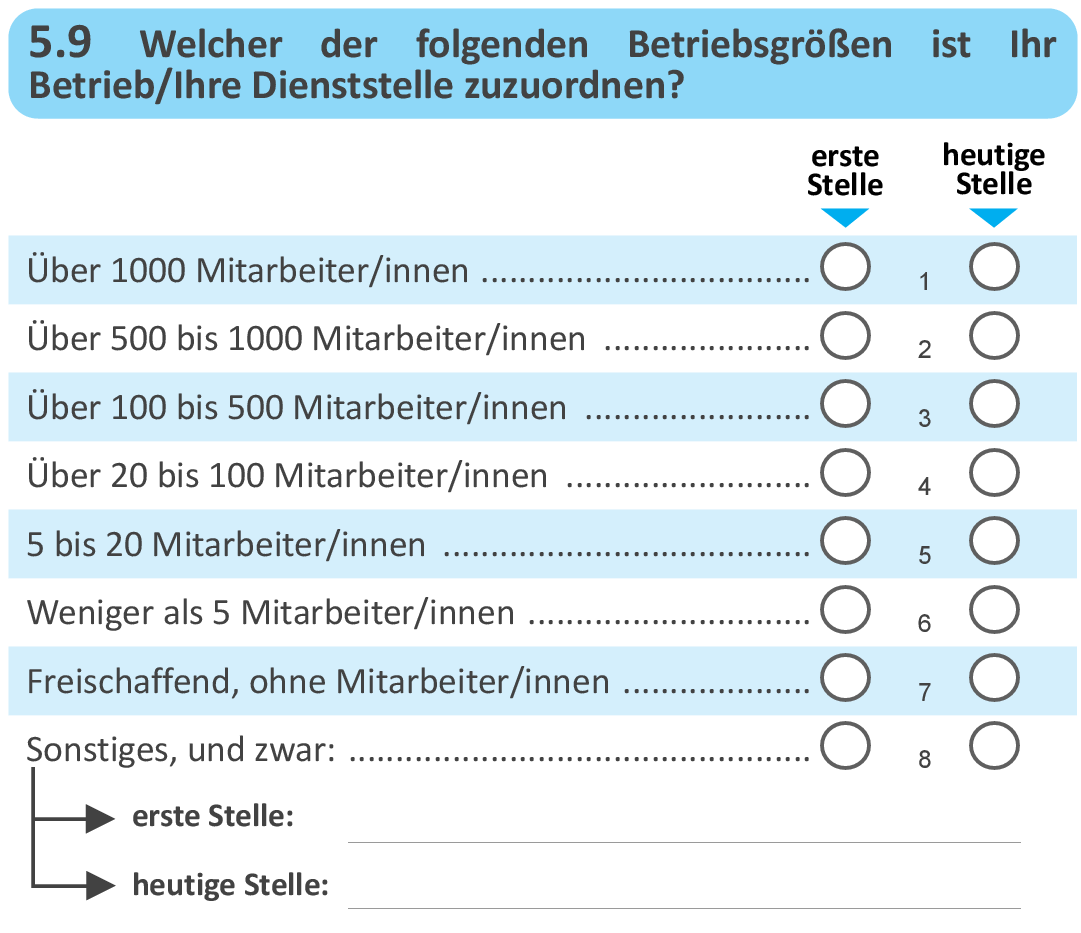 5.9 Welcher der folgenden Betriebsgrößen ist Ihr
Betrieb/Ihre Dienststelle zuzuordnen?
erste Stelle
heutige Stelle
Über 1000 Mitarbeiter/innen .................................. 1
Über 500 bis 1000 Mitarbeiter/innen ..................... 2
Über 100 bis 500 Mitarbeiter/innen ....................... 3
Über 20 bis 100 Mitarbeiter/innen ......................... 4
5 bis 20 Mitarbeiter/innen ...................................... 5
Weniger als 5 Mitarbeiter/innen ............................. 6
Freischaffend, ohne Mitarbeiter/innen ................... 7
Sonstiges, und zwar: ................................................ 8
erste Stelle:
heutige Stelle: